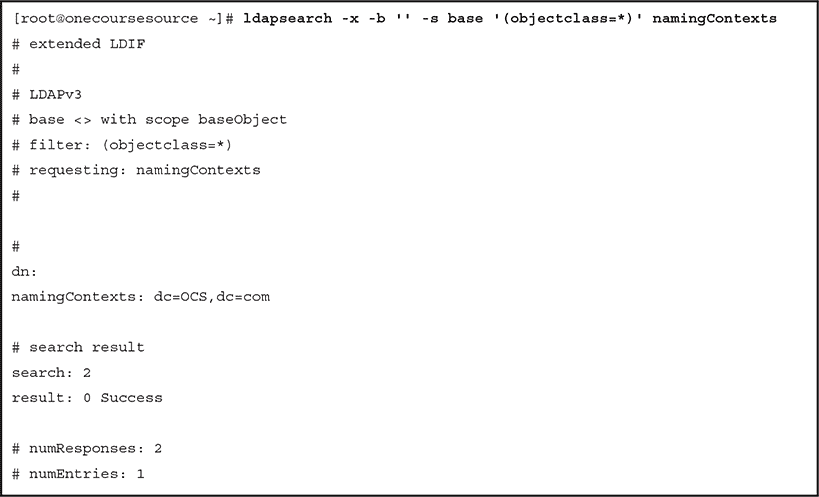 [root@onecoursesource ~]# ldapsearch -x -b '' -s base '(objectclass=*)' namingContexts
# extended LDIF
#
# LDAPv3
# base <> with scope baseObject
# filter: (objectclass=*)
# requesting: namingContexts
#
#
dn:
namingContexts: dc=OCS,dc=com
# search result
search: 2
result: 0 Success
# numResponses: 2
# numEntries: 1